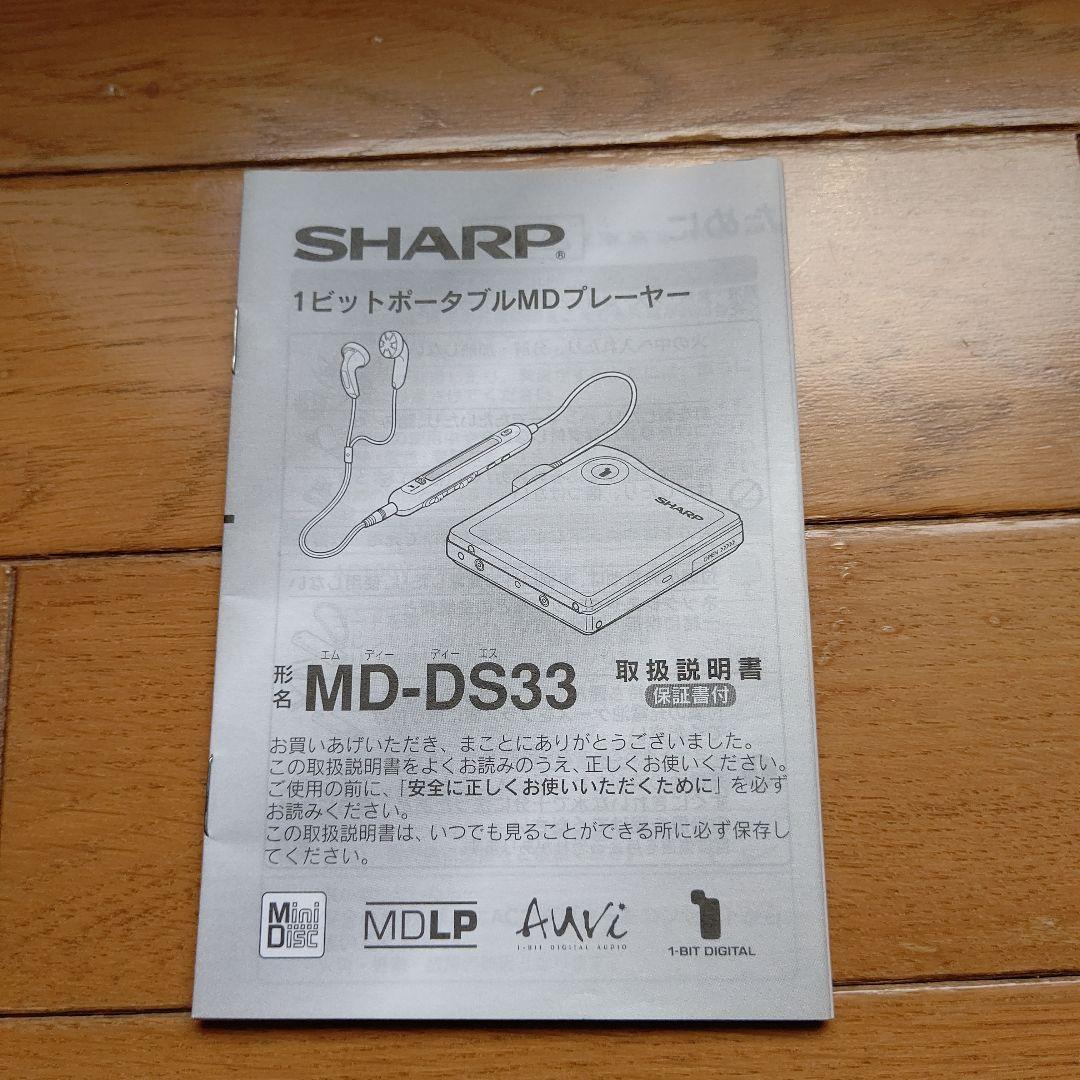 SHARP®
1ビットポータブルMDプレーヤー
SHARP
OPEN
エム ディー ディー エス
形名 MD-DS33 取扱説明書
保証書付
お買いあげいただき、まことにありがとうございました。
この取扱説明書をよくお読みのうえ、正しくお使いください。
ご使用の前に、「安全に正しくお使いいただくために」を必ず
お読みください。
この取扱説明書は、いつでも見ることができる所に必ず保存し
てください。
Mini Disc
MDLP
Auvi
1-BIT DIGITAL AUDIO
1-BIT DIGITAL